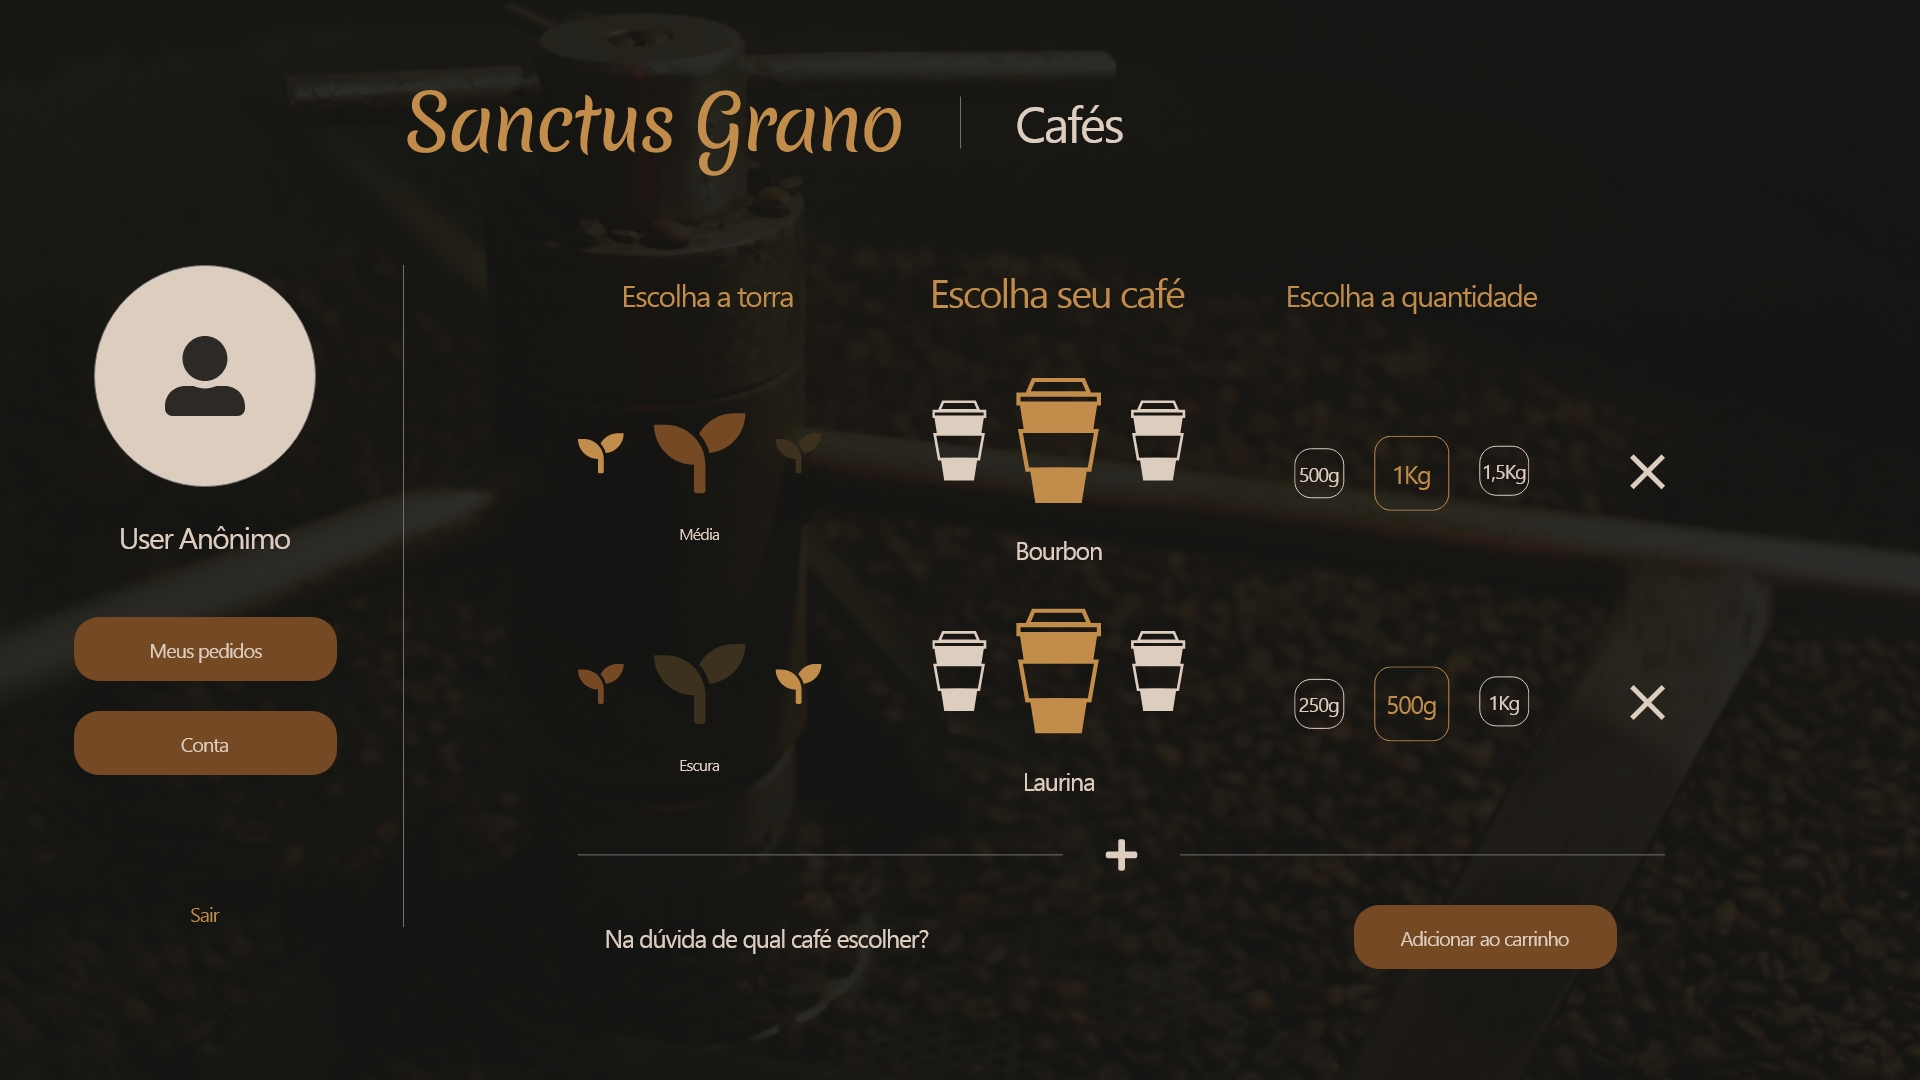 Sanctus Grano
Cafés
User Anônimo
Meus pedidos
Conta
Sair
Escolha a torra
Escolha seu café
Escolha a quantidade
Média
Bourbon
500g
1Kg
1,5Kg
Escura
Laurina
250g
500g
1Kg
Na dúvida de qual café escolher?
Adicionar ao carrinho